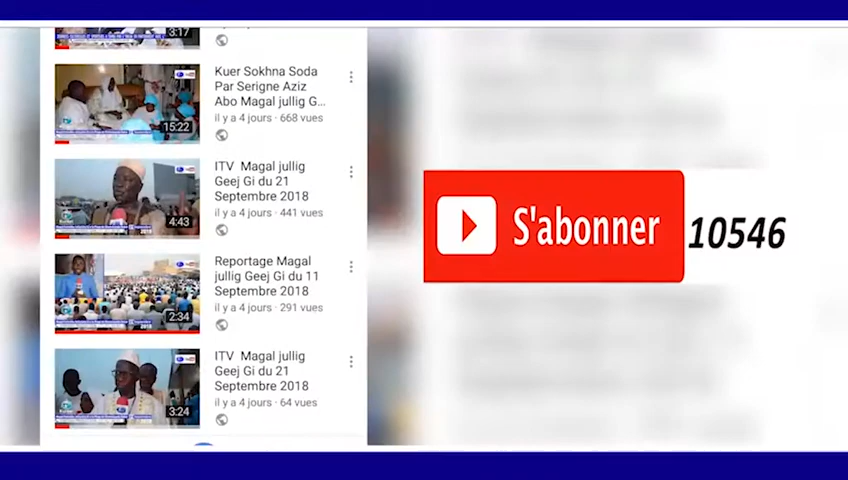 3:17
Kuer Sokhna Soda
Par Serigne Aziz
Abo Magal jullig G...
il y a 4 jours · 668 vues
15:22
ITV Magal jullig
Geej Gi du 21
Septembre 2018
il y a 4 jours · 441 vues
4:43
Reportage Magal
jullig Geej Gi du 11
Septembre 2018
il y a 4 jours · 291 vues
2:34
ITV Magal jullig
Geej Gi du 21
Septembre 2018
il y a 4 jours · 64 vues
3:24
S'abonner
10546